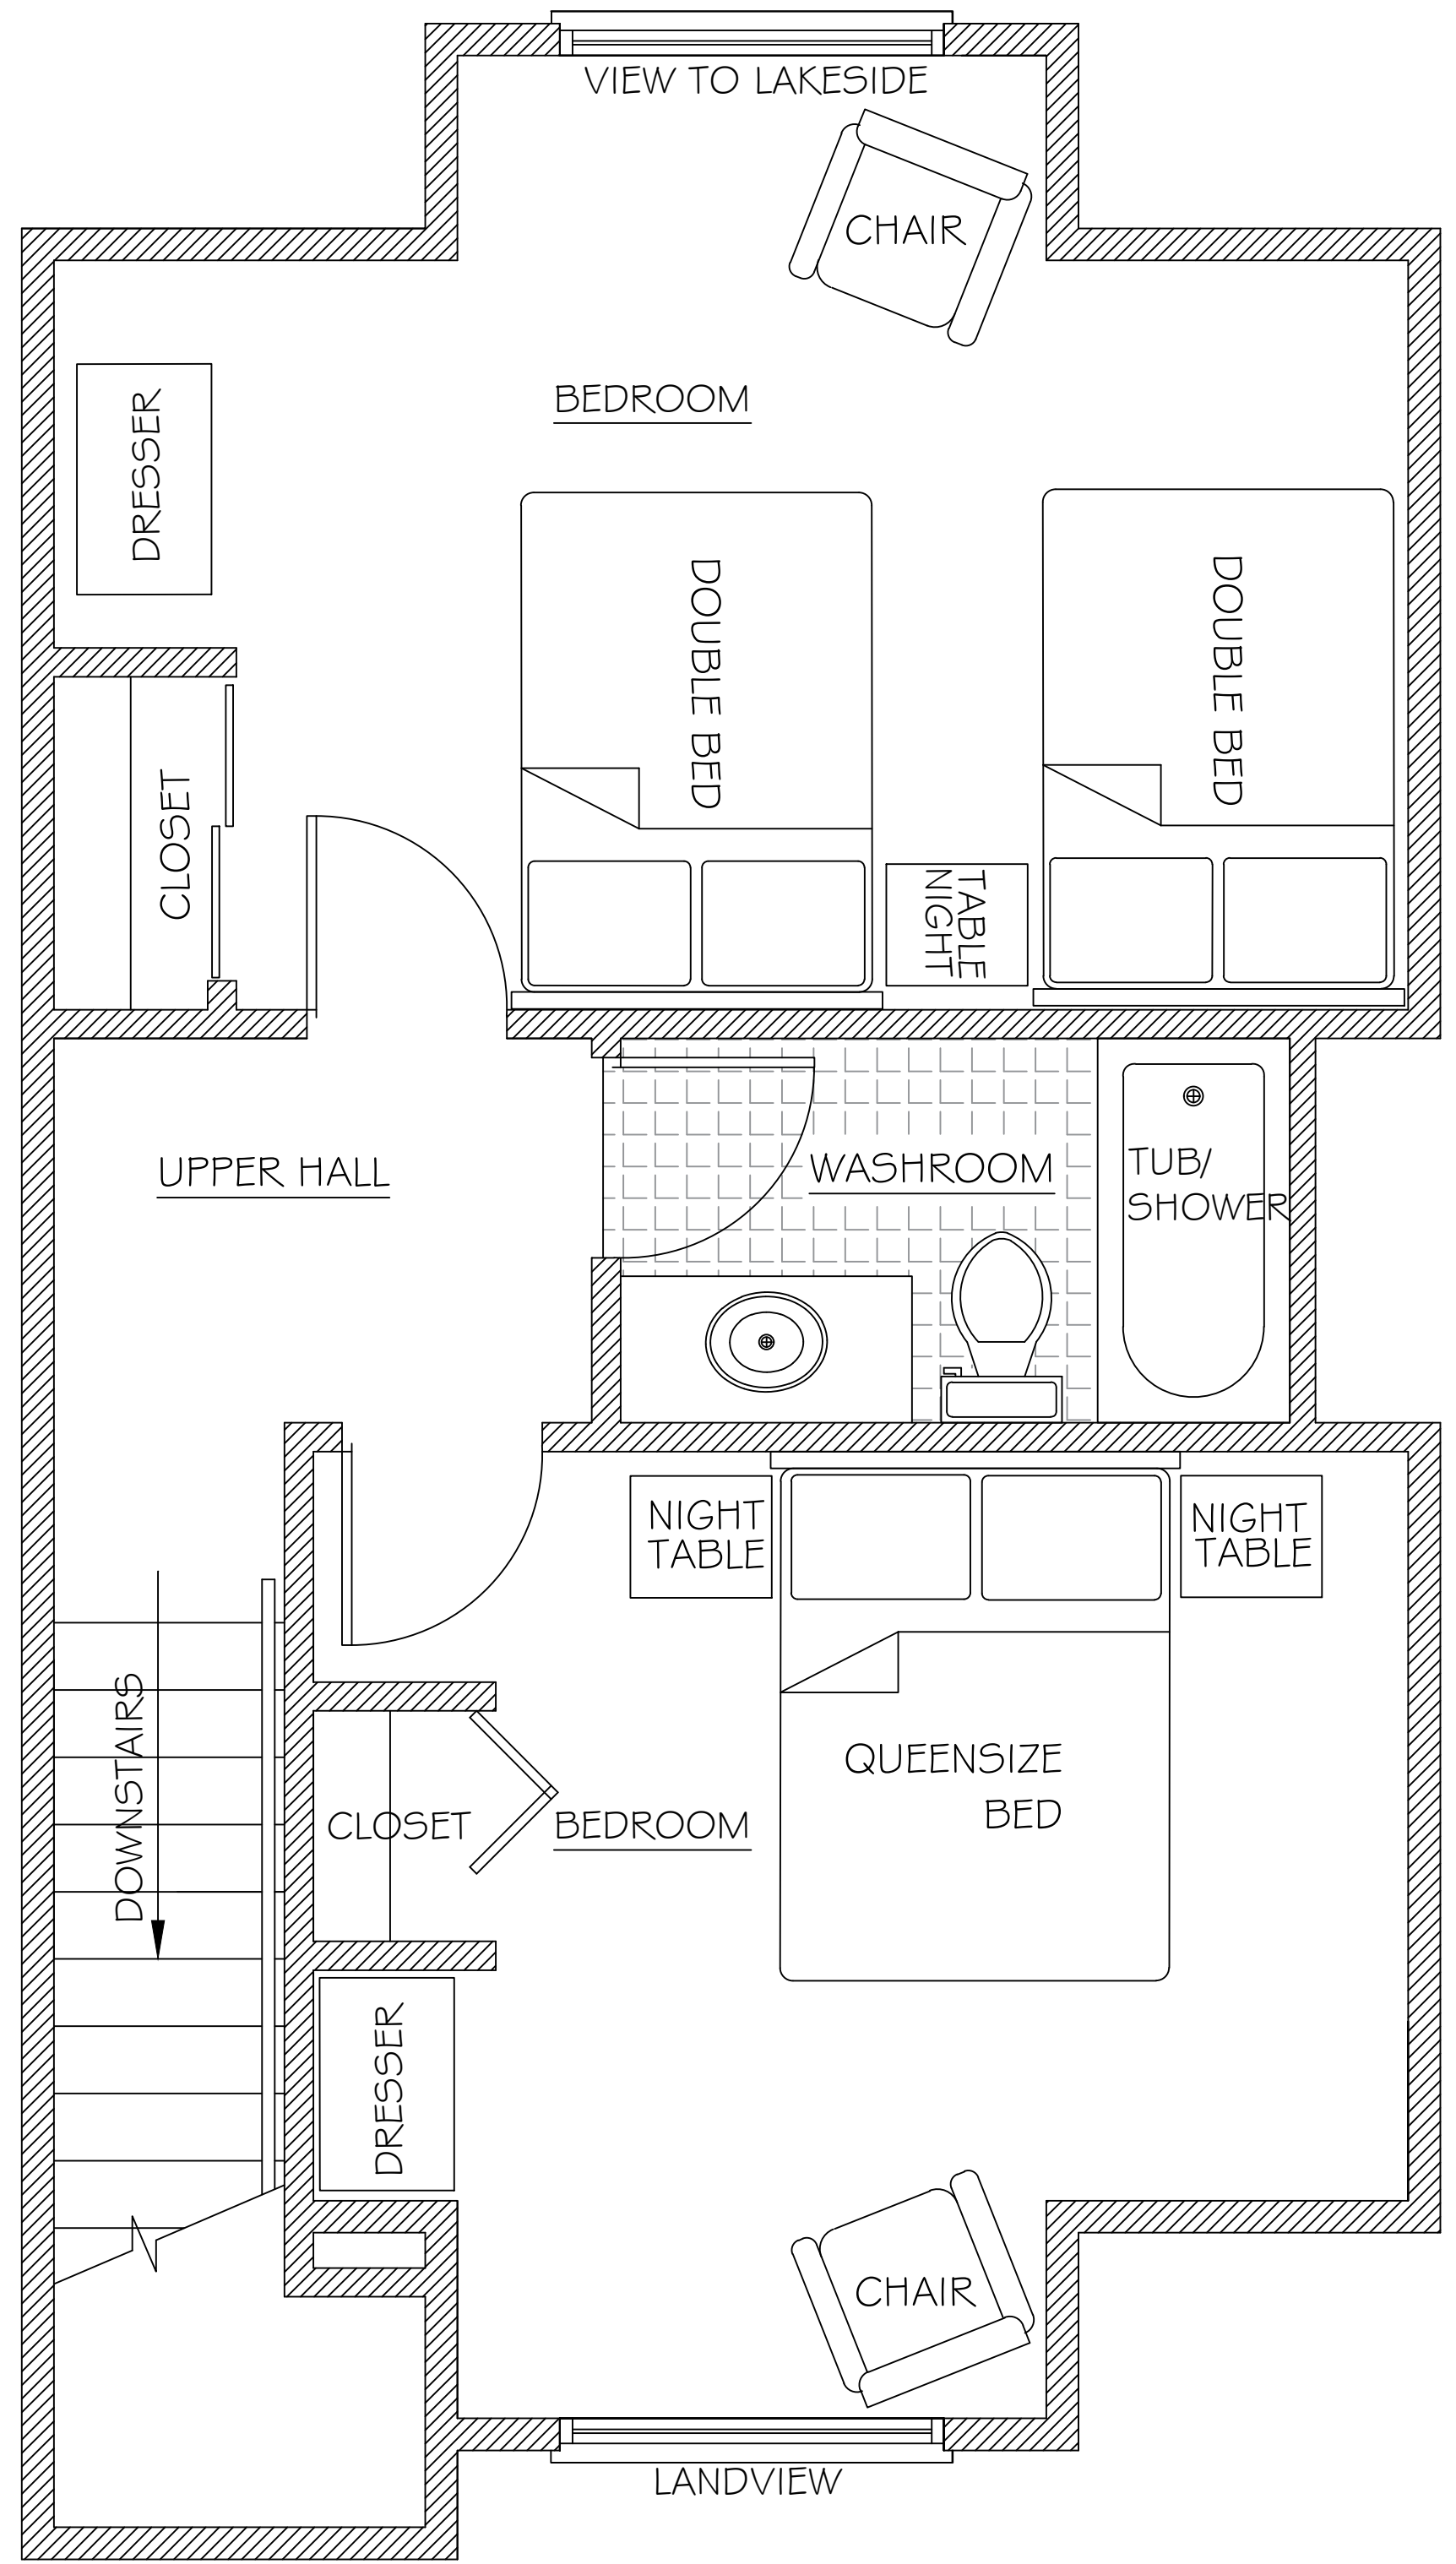 VIEW TO LAKESIDE
CHAIR
BEDROOM
DRESSER
DOUBLE BED
DOUBLE BED
CLOSET
TABLE
NIGHT
UPPER HALL
WASHROOM
TUB/
SHOWER
NIGHT
TABLE
NIGHT
TABLE
DOWNSTAIRS
QUEENSIZE
BED
CLOSET
BEDROOM
DRESSER
CHAIR
LANDVIEW